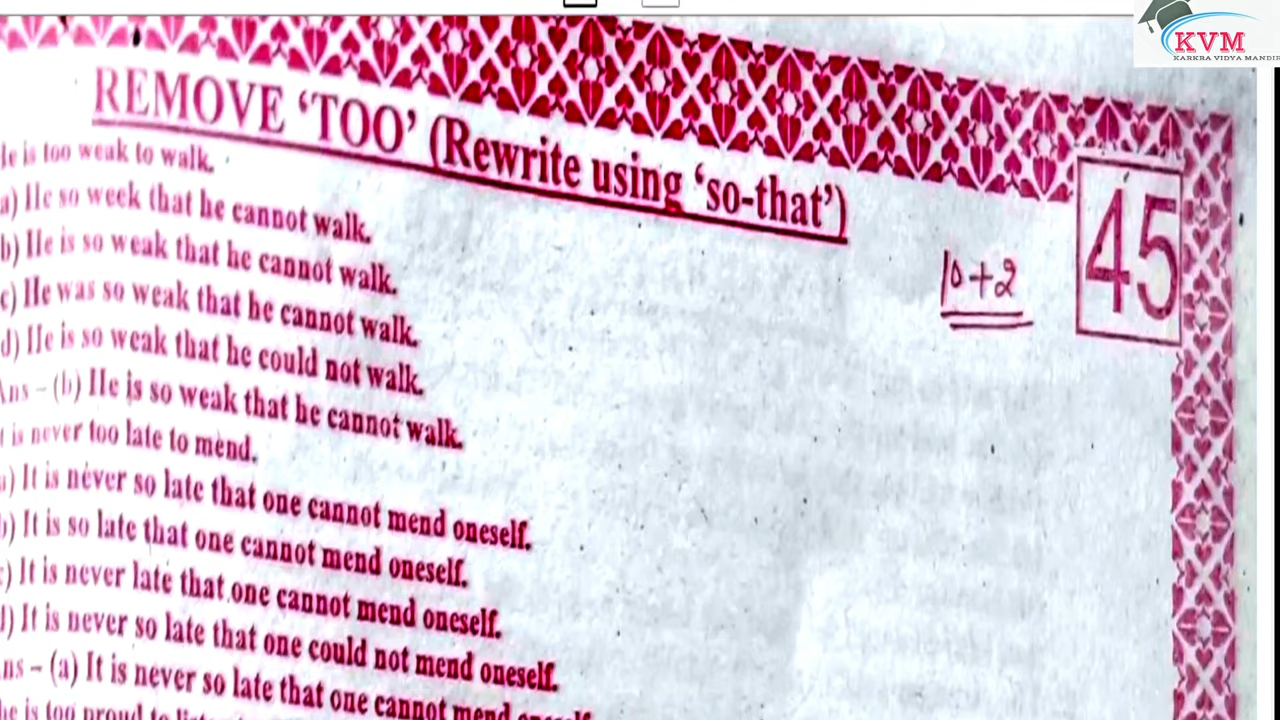 KVM
KARKRA VIDYA MANDIR
REMOVE 'TOO' (Rewrite using 'so-that')
45
10+2
He is too weak to walk.
a) He so week that he cannot walk.
b) He is so weak that he cannot walk.
c) He was so weak that he cannot walk.
d) He is so weak that he could not walk.
Ans – (b) He is so weak that he cannot walk.
t is never too late to mend.
) It is never so late that one cannot mend oneself.
) It is so late that one cannot mend oneself.
) It is never late that one cannot mend oneself.
) It is never so late that one could not mend oneself.
ns – (a) It is never so late that one cannot mend oneself
he is too proud to